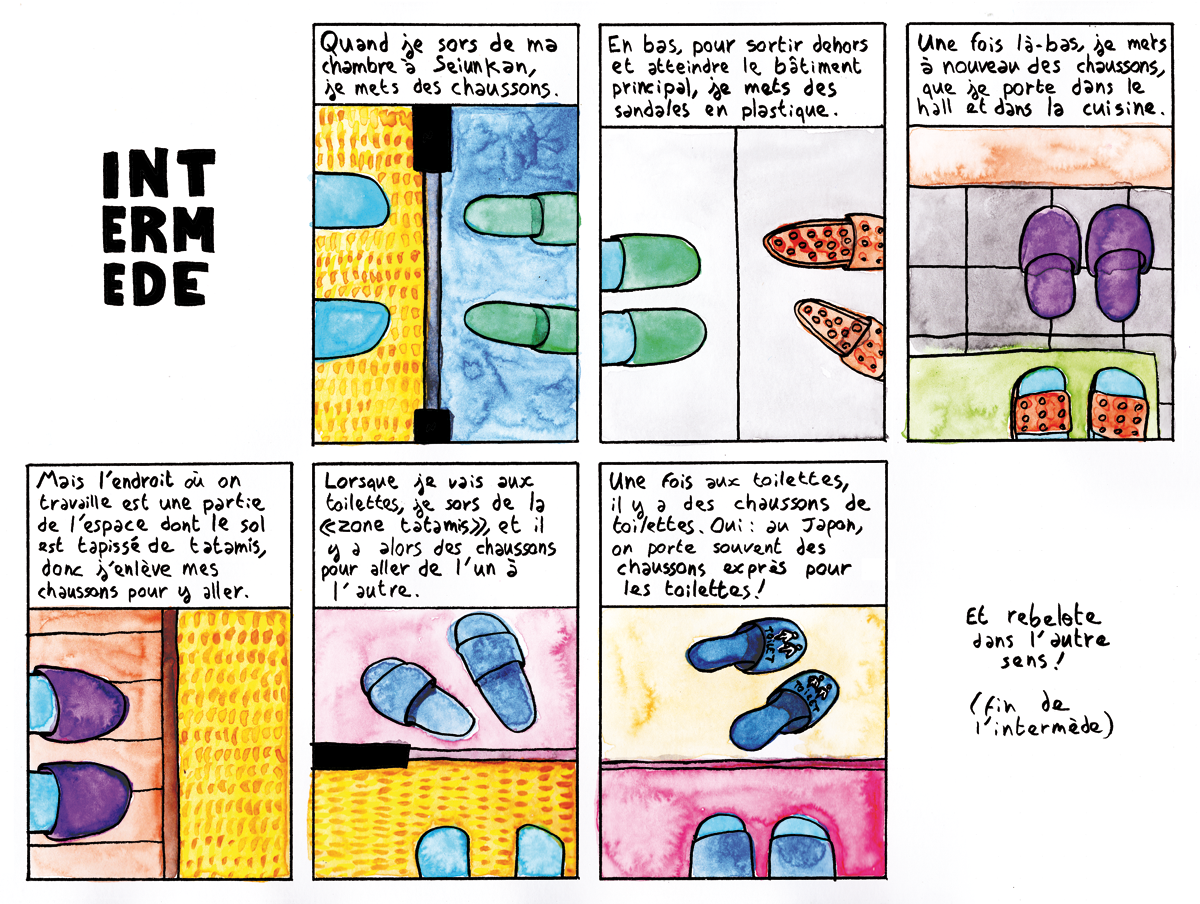 INT
ERM
EDE
Quand je sors de ma
chambre à Seiunkan,
je mets des chaussons.
En bas, pour sortir dehors
et atteindre le bâtiment
principal, je mets des
sandales en plastique.
Une fois là-bas, je mets
à nouveau des chaussons,
que je porte dans le
hall et dans la cuisine.
Mais l'endroit où on
travaille est une partie
de l'espace dont le sol
est tapissé de tatamis,
donc j'enlève mes
chaussons pour y aller.
Lorsque je vais aux
toilettes, je sors de la
«zone tatamis», et il
y a alors des chaussons
pour aller de l'un à
l'autre.
Une fois aux toilettes,
il y a des chaussons de
toilettes. Oui : au Japon,
on porte souvent des
chaussons exprès pour
les toilettes!
TOILET
TOILET
Et rebelote
dans l'autre
sens!
(fin de
l'intermède)